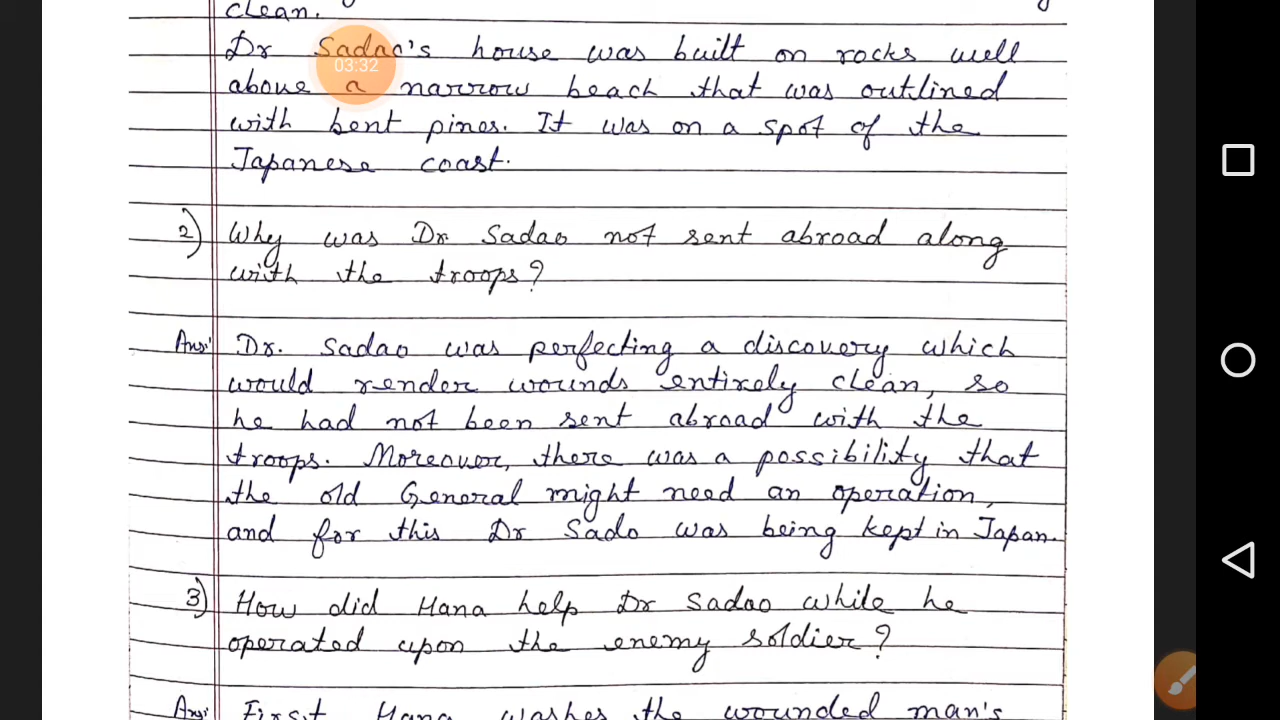 clean.
Dr Sadao's house was built on rocks well
03:32
above a narrow beach that was outlined
with bent pines. It was on a spot of the
Japanese coast.
2) Why was Dr. Sadao not sent abroad along
with the troops?
Ans:' Dr. Sadao was perfecting a discovery which
would render wounds entirely clean, so
he had not been sent abroad with the
troops. Moreover, there was a possibility that
the old General might need an operation,
and for this Dr Sado was being kept in Japan.
3) How did Hana help Dr Sadao while he
operated upon the enemy soldier?
Ans:' First Hana washes the wounded man's